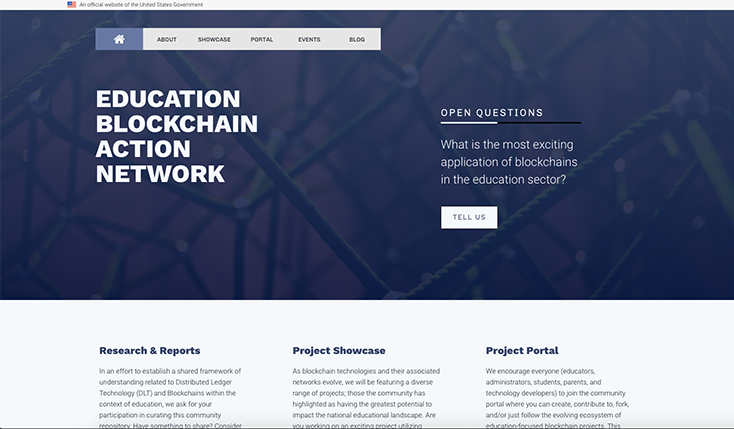 An official website of the United States Government
ABOUT SHOWCASE PORTAL EVENTS BLOG
EDUCATION
BLOCKCHAIN
ACTION
NETWORK
OPEN QUESTIONS
What is the most exciting
application of blockchains
in the education sector?
TELL US
Research & Reports
In an effort to establish a shared framework of
understanding related to Distributed Ledger
Technology (DLT) and Blockchains within the
context of education, we ask for your
participation in curating this community
repository. Have something to share? Consider
Project Showcase
As blockchain technologies and their associated
networks evolve, we will be featuring a diverse
range of projects; those the community has
highlighted as having the greatest potential to
impact the national educational landscape. Are
you working on an exciting project utilizing
Project Portal
We encourage everyone (educators,
administrators, students, parents, and
technology developers) to join the community
portal where you can create, contribute to, fork,
and/or just follow the evolving ecosystem of
education-focused blockchain projects. This